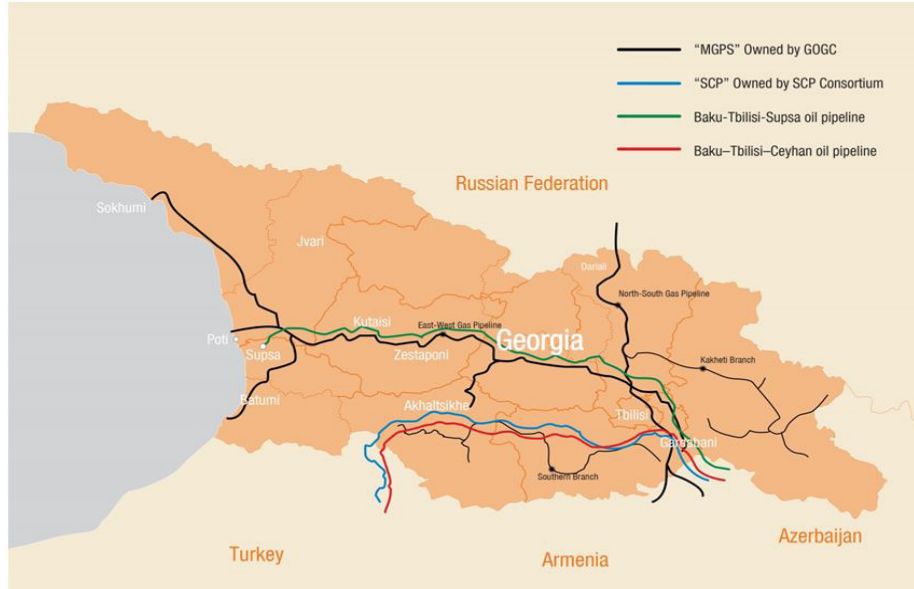 "MGPS" Owned by GOGC
"SCP" Owned by SCP Consortium
Baku-Tbilisi-Supsa oil pipeline
Baku–Tbilisi–Ceyhan oil pipeline
Russian Federation
Sokhumi
Jvari
Dariali
North-South Gas Pipeline
Kutaisi
East-West Gas Pipeline
Georgia
Poti
Supsa
Zestaponi
Kakheti Branch
Batumi
Akhaltsikhe
Tbilisi
Gardabani
Southern Branch
Azerbaijan
Turkey
Armenia